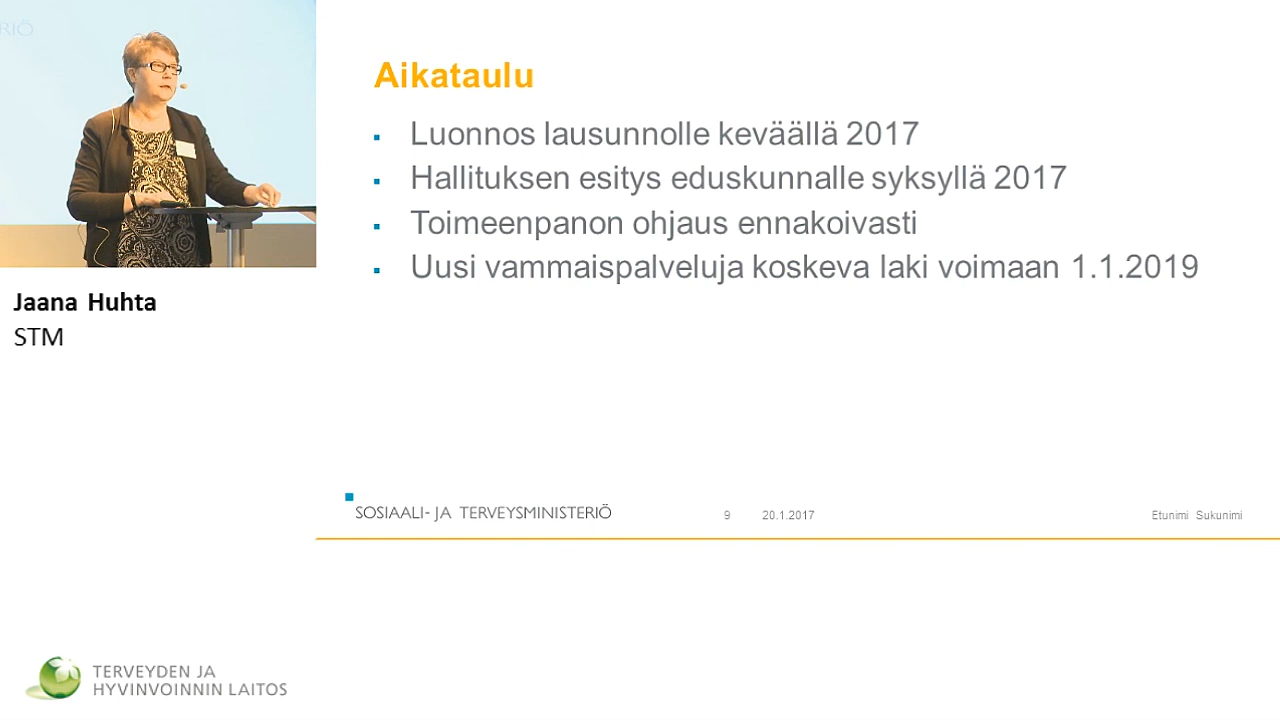 RIÖ
Aikataulu
Luonnos lausunnolle keväällä 2017
Hallituksen esitys eduskunnalle syksyllä 2017
Toimeenpanon ohjaus ennakoivasti
Uusi vammaispalveluja koskeva laki voimaan 1.1.2019
Jaana Huhta
STM
SOSIAALI- JA TERVEYSMINISTERIÖ 9 20.1.2017 Etunimi Sukunimi
TERVEYDEN JA
HYVINVOINNIN LAITOS